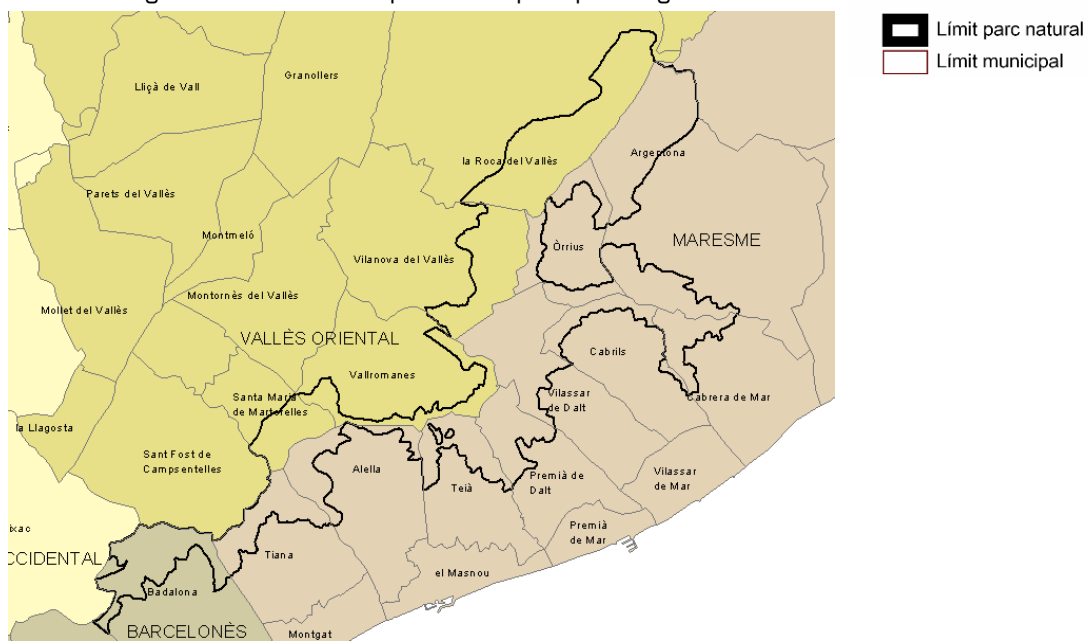 Límit parc natural
Límit municipal
Granollers
Lliçà de Vall
la Roca del Vallès
Argentona
Parets del Vallès
Montmeló
Òrrius
MARESME
Vilanova del Vallès
Montornès del Vallès
Mollet del Vallès
VALLÈS ORIENTAL
Cabrils
Vallromanes
Santa Maria
de Martorelles
Vilassar
de Dalt
Cabrera de Mar
la Llagosta
Sant Fost de
Campsentelles
Alella
Teià
Premià de
Dalt
Vilassar
de Mar
Premià
de Mar
ixac
CCIDENTAL
Tiana
el Masnou
Badalona
BARCELONÈS
Montgat